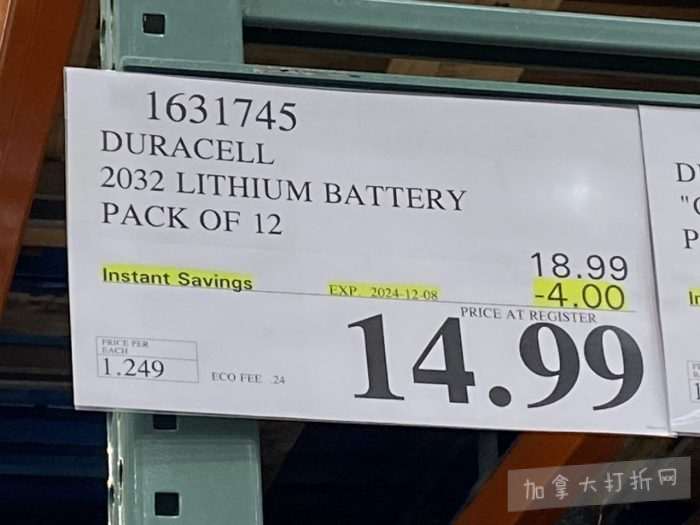 1631745
DURACELL
2032 LITHIUM BATTERY
PACK OF 12
18.99
Instant Savings EXP. 2024-12-08 -4.00
PRICE AT REGISTER
14.99
PRICE PER
EACH
1.249
ECO FEE .24
D
"
P
加拿大打折网